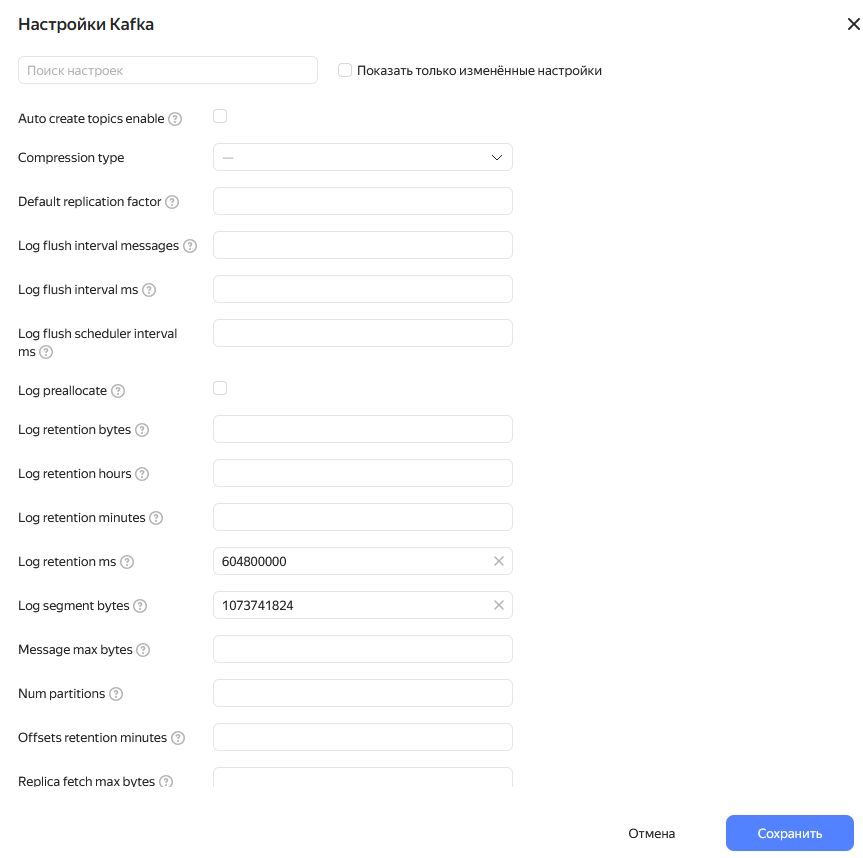 Настройки Kafka
Поиск настроек
Показать только изменённые настройки
Auto create topics enable
Compression type
—
Default replication factor
Log flush interval messages
Log flush interval ms
Log flush scheduler interval
ms
Log preallocate
Log retention bytes
Log retention hours
Log retention minutes
Log retention ms
604800000
Log segment bytes
1073741824
Message max bytes
Num partitions
Offsets retention minutes
Replica fetch max bytes
Отмена
Сохранить